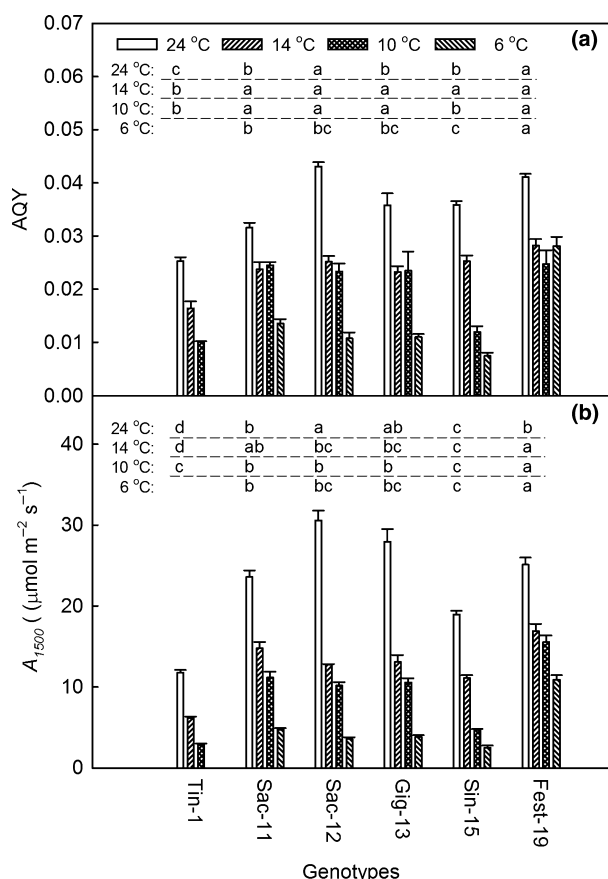 0.07
24 °C 14 °C 10 °C 6 °C (a)
24 °C: c b a b b a
0.06
14 °C: b a a a a a
10 °C: b a a a b a
0.05
6 °C: b bc bc c a
0.04
AQY
0.03
0.02
0.01
0.00
24 °C: d b a ab c b (b)
40
14 °C: d ab bc bc c a
10 °C: c b b b c a
6 °C: b bc bc c a
30
A1500 ( (μmol m−2 s−1)
20
10
0
Tin-1 Sac-11 Sac-12 Gig-13 Sin-15 Fest-19
Genotypes